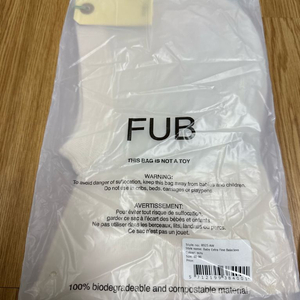 FUB
THIS BAG IS NOT A TOY
WARNING:
To avoid danger of suffocation, keep this bag away from babies and children.
Do not use in cribs, beds, carriages or playpens.
AVERTISSEMENT:
Pour éviter tout risque de suffocation,
garder ce sac à l'écart des bébés et enfants.
Ne pas utiliser dans les berceaux, lits, landaus ou parcs.
Ce sac n'est pas un jouet.
100% biodegradable and compostable material